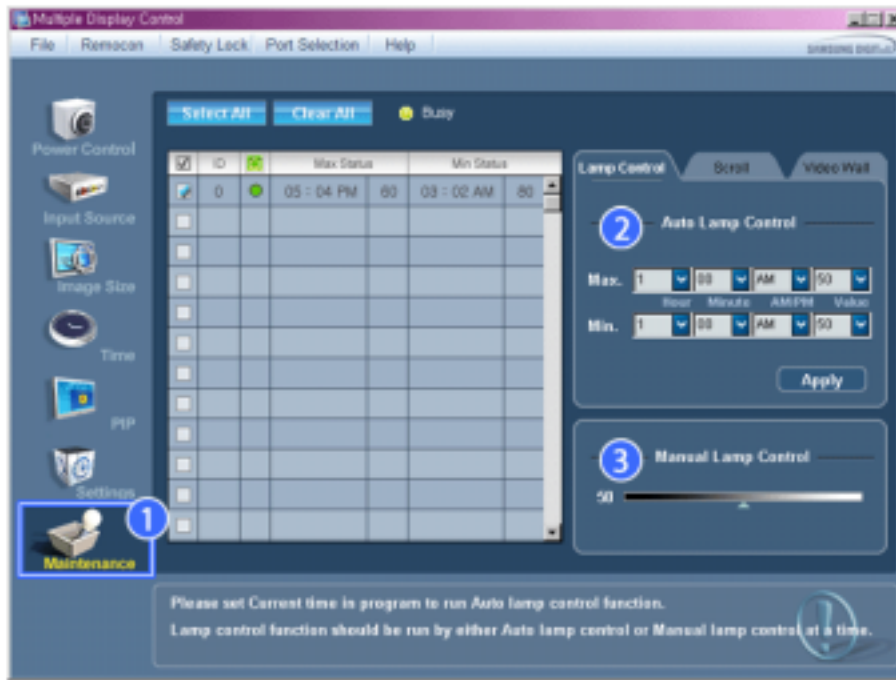 Multiple Display Control
File Remocon Safety Lock Port Selection Help
Select All Clear All Busy
Power Control
Input Source
Image Size
Time
PIP
Settings
1
Maintenance
ID Max Status Min Status
0 05 : 04 PM 60 03 : 02 AM 80
Lamp Control Scroll Video Wall
2 Auto Lamp Control
Max. 1 00 AM 50
Hour Minute AM/PM Value
Min. 1 00 AM 50
Apply
3 Manual Lamp Control
50
Please set Current time in program to run Auto lamp control function.
Lamp control function should be run by either Auto lamp control or Manual lamp control at a time.